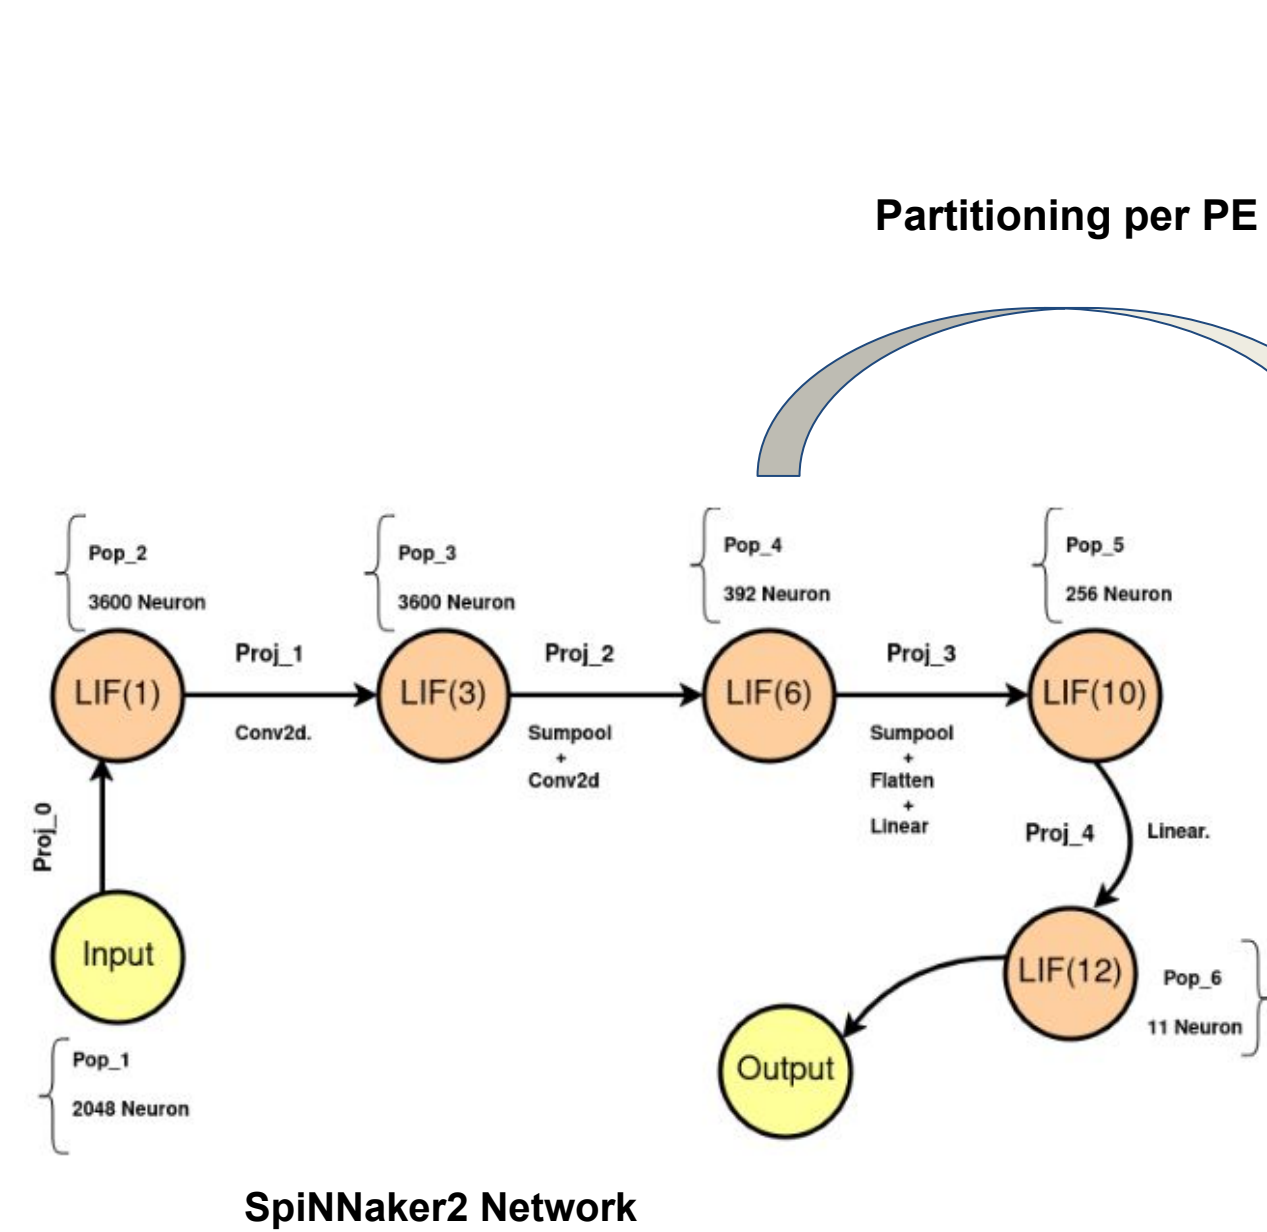 Partitioning per PE
Pop_2
3600 Neuron
Pop_3
3600 Neuron
Pop_4
392 Neuron
Pop_5
256 Neuron
LIF(1)
Proj_1
Conv2d.
LIF(3)
Proj_2
Sumpool
+
Conv2d
LIF(6)
Proj_3
Sumpool
+
Flatten
+
Linear
LIF(10)
Proj_4
Linear.
Proj_0
Input
Pop_1
2048 Neuron
LIF(12)
Pop_6
11 Neuron
Output
SpiNNaker2 Network